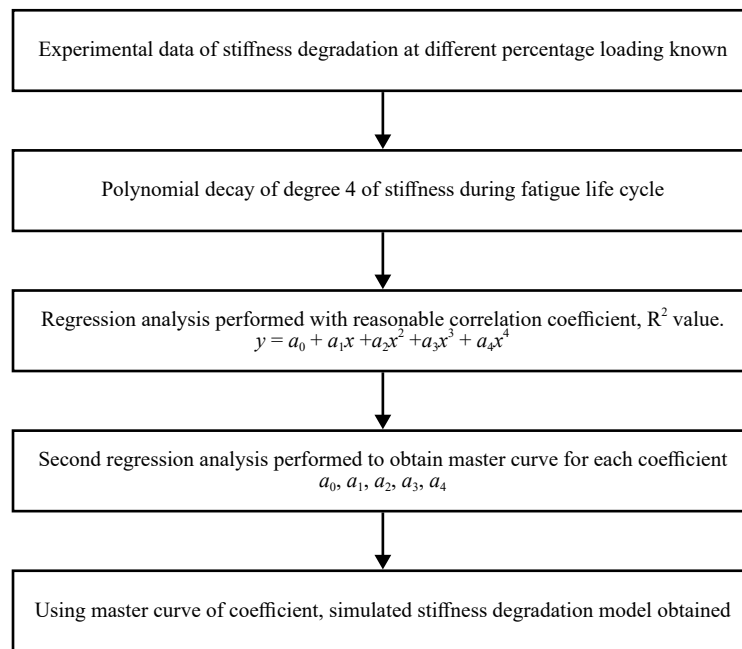 Experimental data of stiffness degradation at different percentage loading known
Polynomial decay of degree 4 of stiffness during fatigue life cycle
Regression analysis performed with reasonable correlation coefficient, R² value.
y = a₀ + a₁x +a₂x² +a₃x³ + a₄x⁴
Second regression analysis performed to obtain master curve for each coefficient
a₀, a₁, a₂, a₃, a₄
Using master curve of coefficient, simulated stiffness degradation model obtained